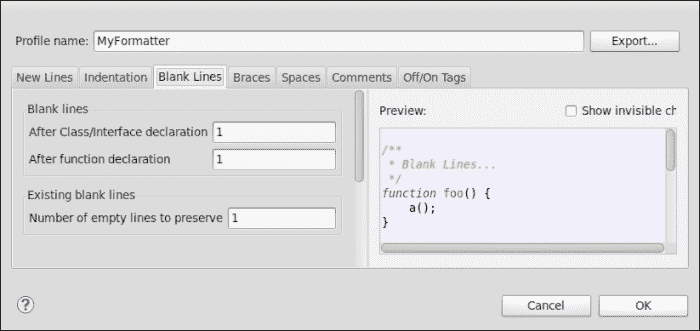 Profile name: MyFormatter Export...
New Lines Indentation Blank Lines Braces Spaces Comments Off/On Tags
Blank lines
After Class/Interface declaration 1
After function declaration 1
Existing blank lines
Number of empty lines to preserve 1
Preview: Show invisible ch
/**
* Blank Lines...
*/
function foo() {
a();
}
? Cancel OK